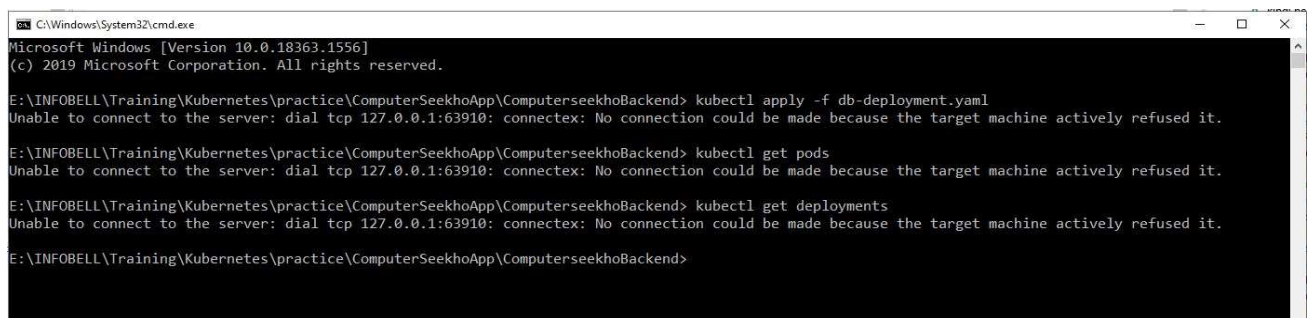 C:\Windows\System32\cmd.exe
Microsoft Windows [Version 10.0.18363.1556]
(c) 2019 Microsoft Corporation. All rights reserved.
E:\INFOBELL\Training\Kubernetes\practice\ComputerSeekhoApp\ComputerseekhoBackend> kubectl apply -f db-deployment.yaml
Unable to connect to the server: dial tcp 127.0.0.1:63910: connectex: No connection could be made because the target machine actively refused it.
E:\INFOBELL\Training\Kubernetes\practice\ComputerSeekhoApp\ComputerseekhoBackend> kubectl get pods
Unable to connect to the server: dial tcp 127.0.0.1:63910: connectex: No connection could be made because the target machine actively refused it.
E:\INFOBELL\Training\Kubernetes\practice\ComputerSeekhoApp\ComputerseekhoBackend> kubectl get deployments
Unable to connect to the server: dial tcp 127.0.0.1:63910: connectex: No connection could be made because the target machine actively refused it.
E:\INFOBELL\Training\Kubernetes\practice\ComputerSeekhoApp\ComputerseekhoBackend>